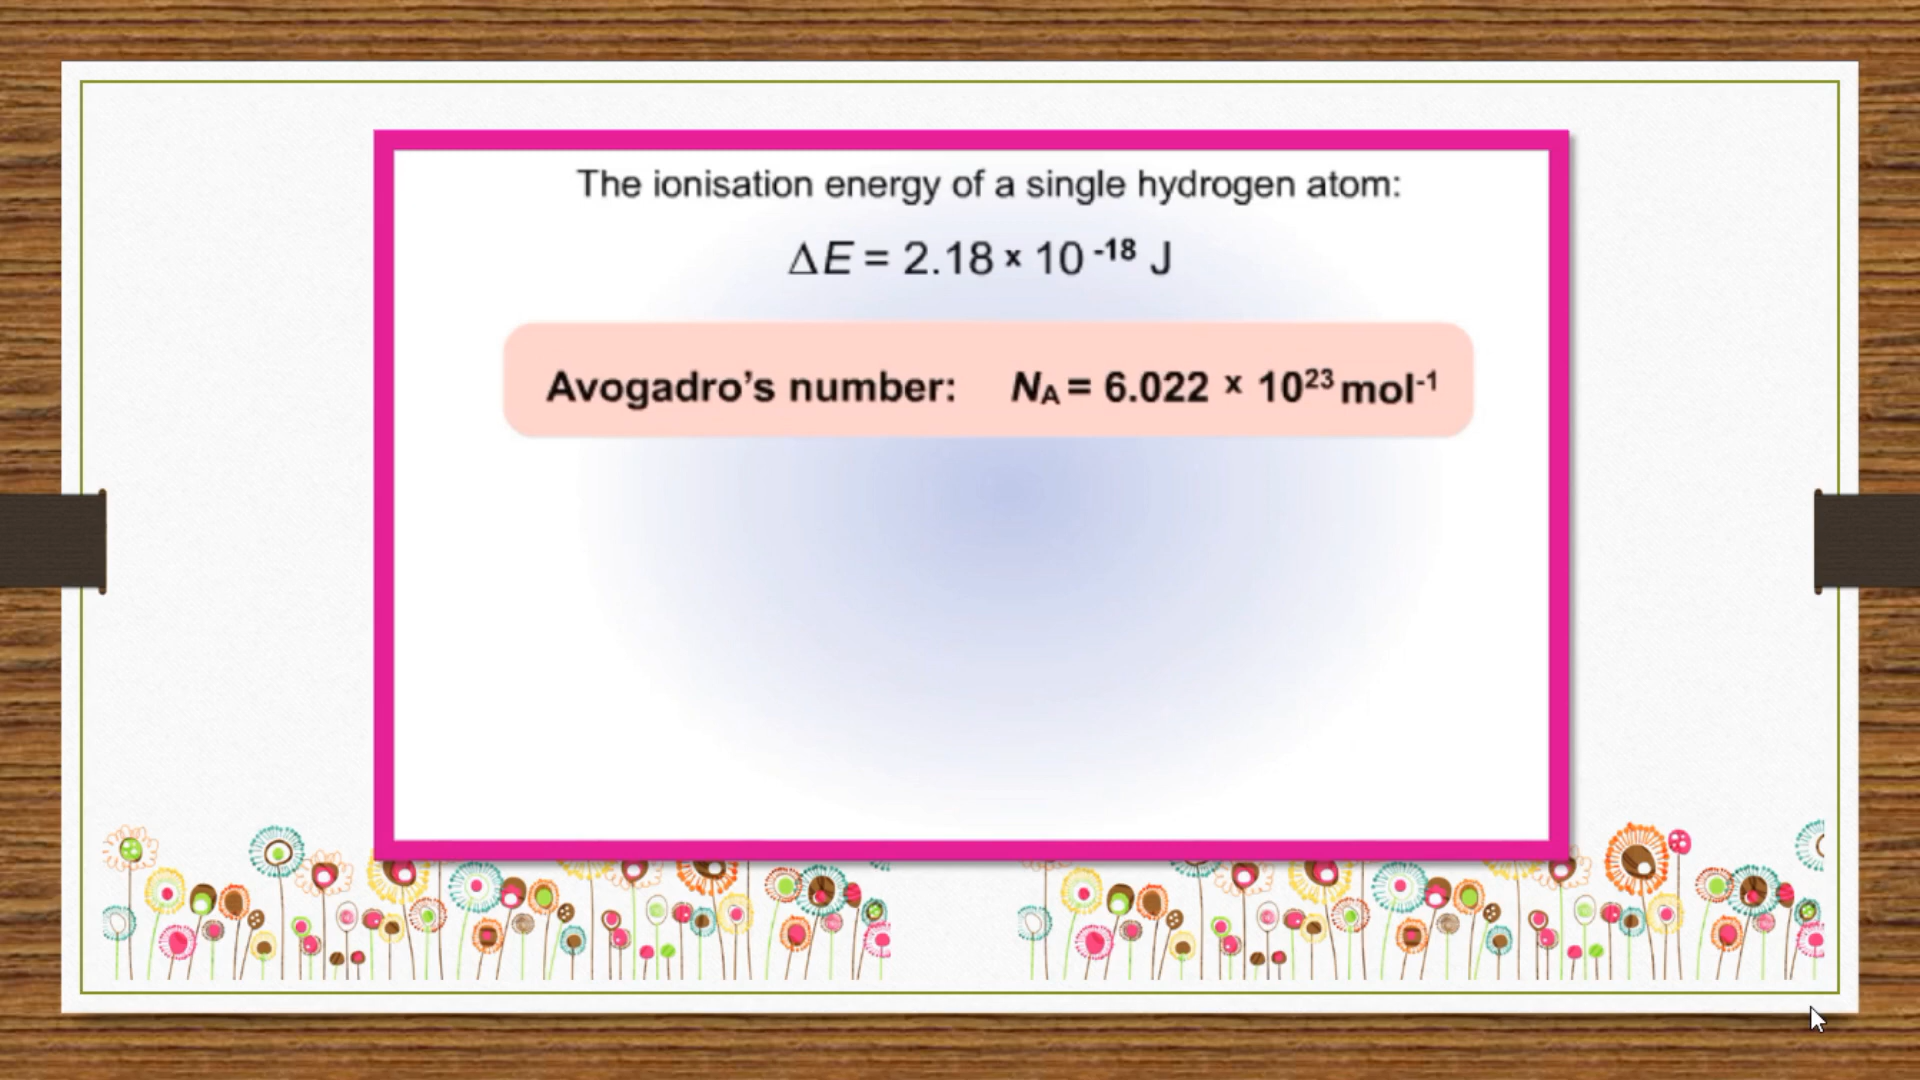 The ionisation energy of a single hydrogen atom:
ΔE = 2.18 × 10⁻¹⁸ J
Avogadro’s number: Nₐ = 6.022 × 10²³ mol⁻¹